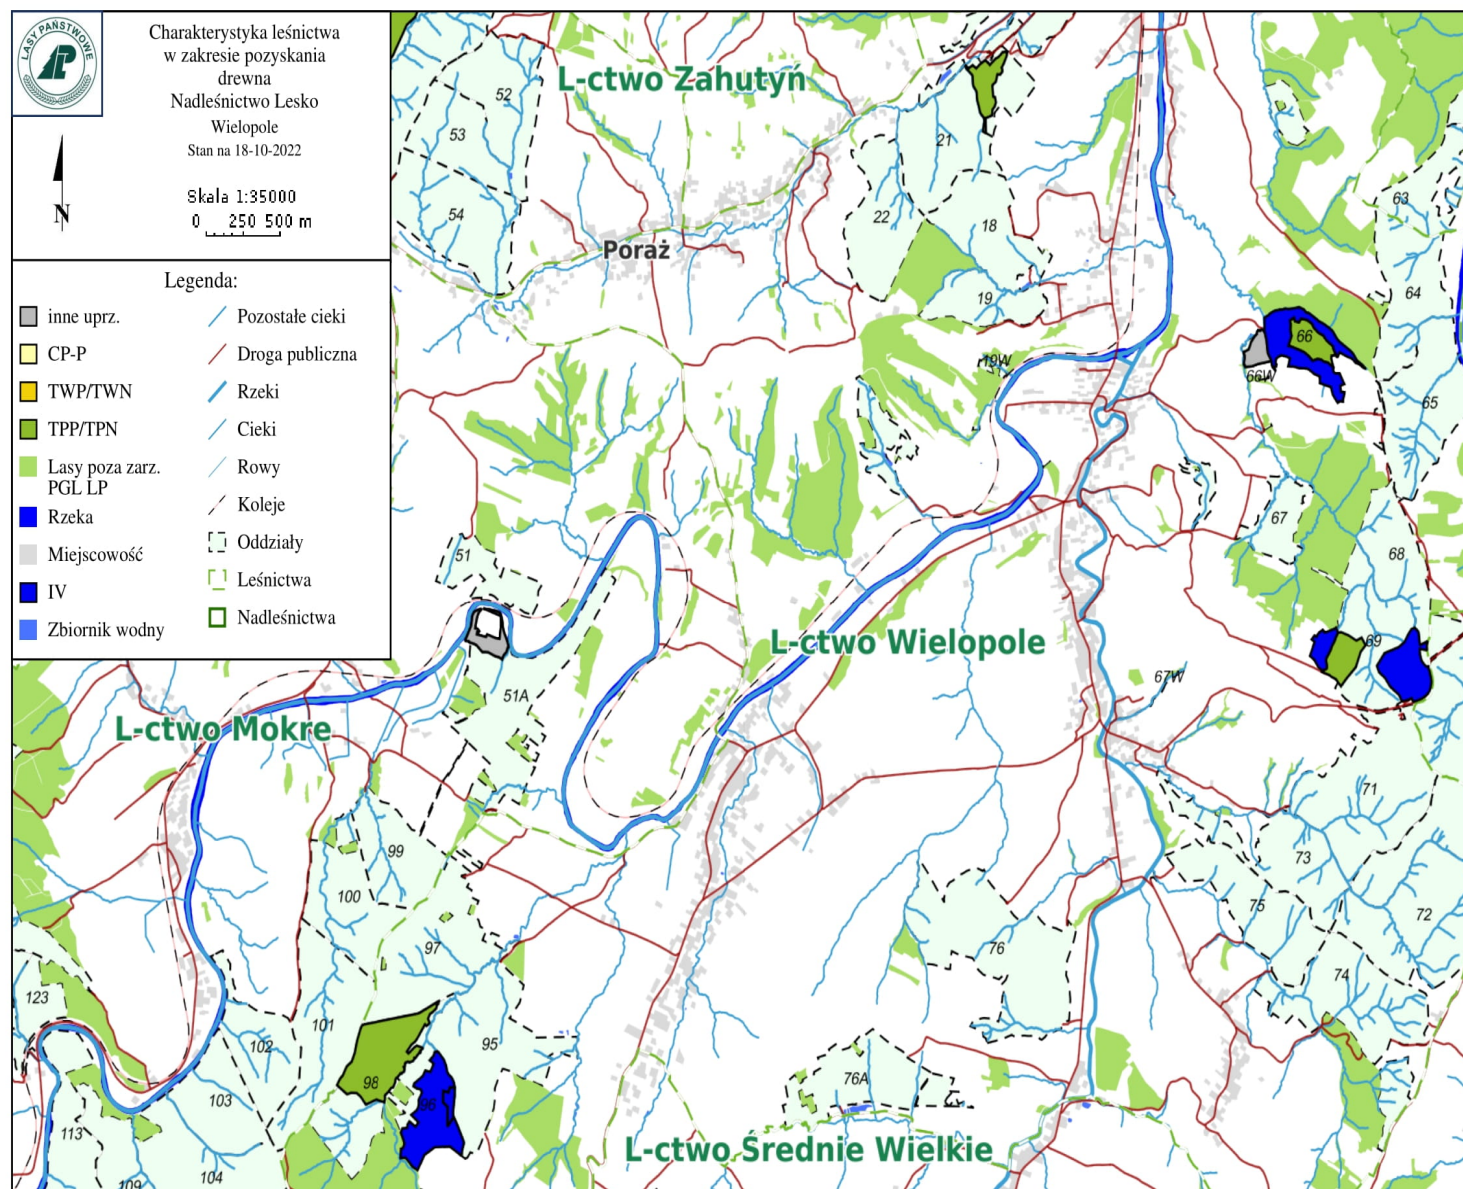 LASY PAŃSTWOWE
Charakterystyka leśnictwa
w zakresie pozyskania
drewna
Nadleśnictwo Lesko
Wielopole
Stan na 18-10-2022
N
Skala 1:35000
0 250 500 m
Legenda:
inne uprz.
CP-P
TWP/TWN
TPP/TPN
Lasy poza zarz.
PGL LP
Rzeka
Miejscowość
IV
Zbiornik wodny
Pozostałe cieki
Droga publiczna
Rzeki
Cieki
Rowy
Koleje
Oddziały
Leśnictwa
Nadleśnictwa
L-ctwo Zahutyń
52
53
21
54
22
18
63
Poraż
19
64
66
19W
66W
65
67
51
68
L-ctwo Wielopole
69
67W
51A
L-ctwo Mokre
71
99
73
100
75
72
97
76
74
123
101
102
95
98
76A
96
103
113
L-ctwo Średnie Wielkie
104
109